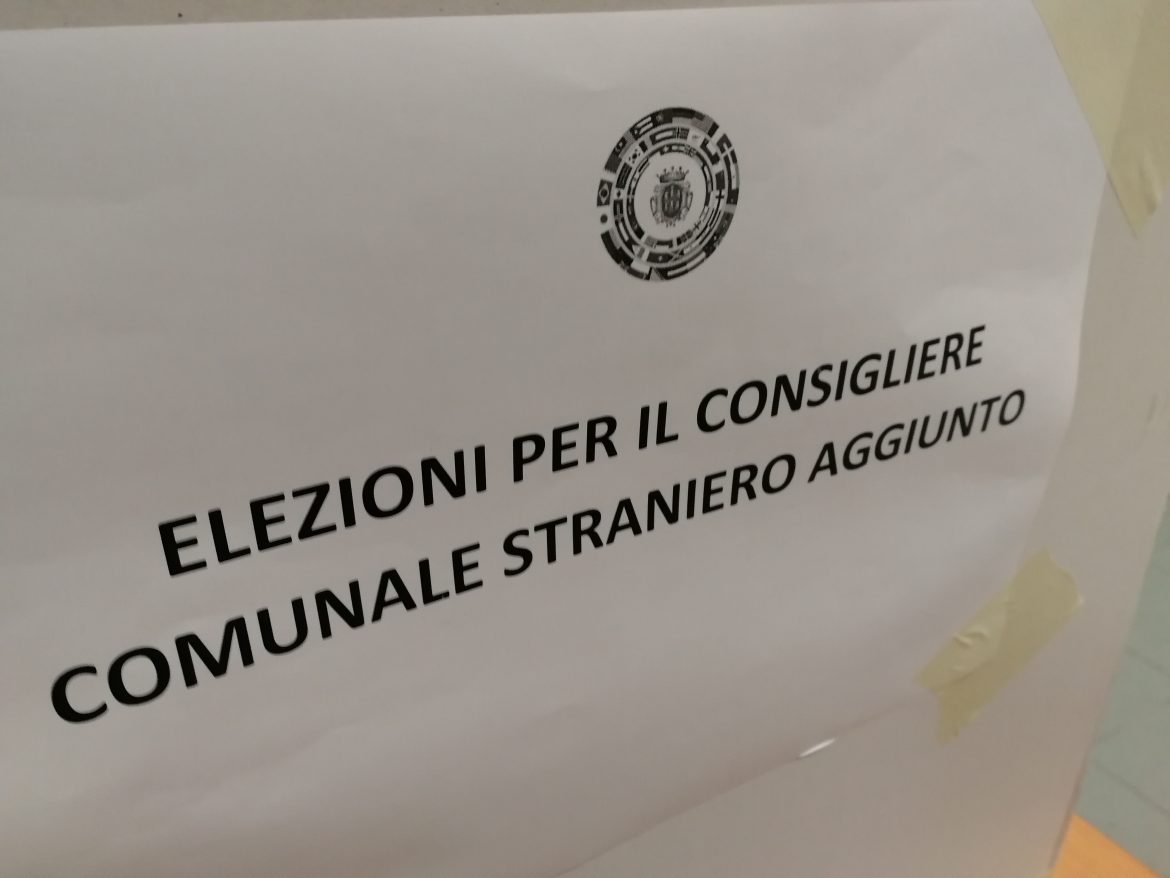 ELEZIONI PER IL CONSIGLIERE
COMUNALE STRANIERO AGGIUNTO